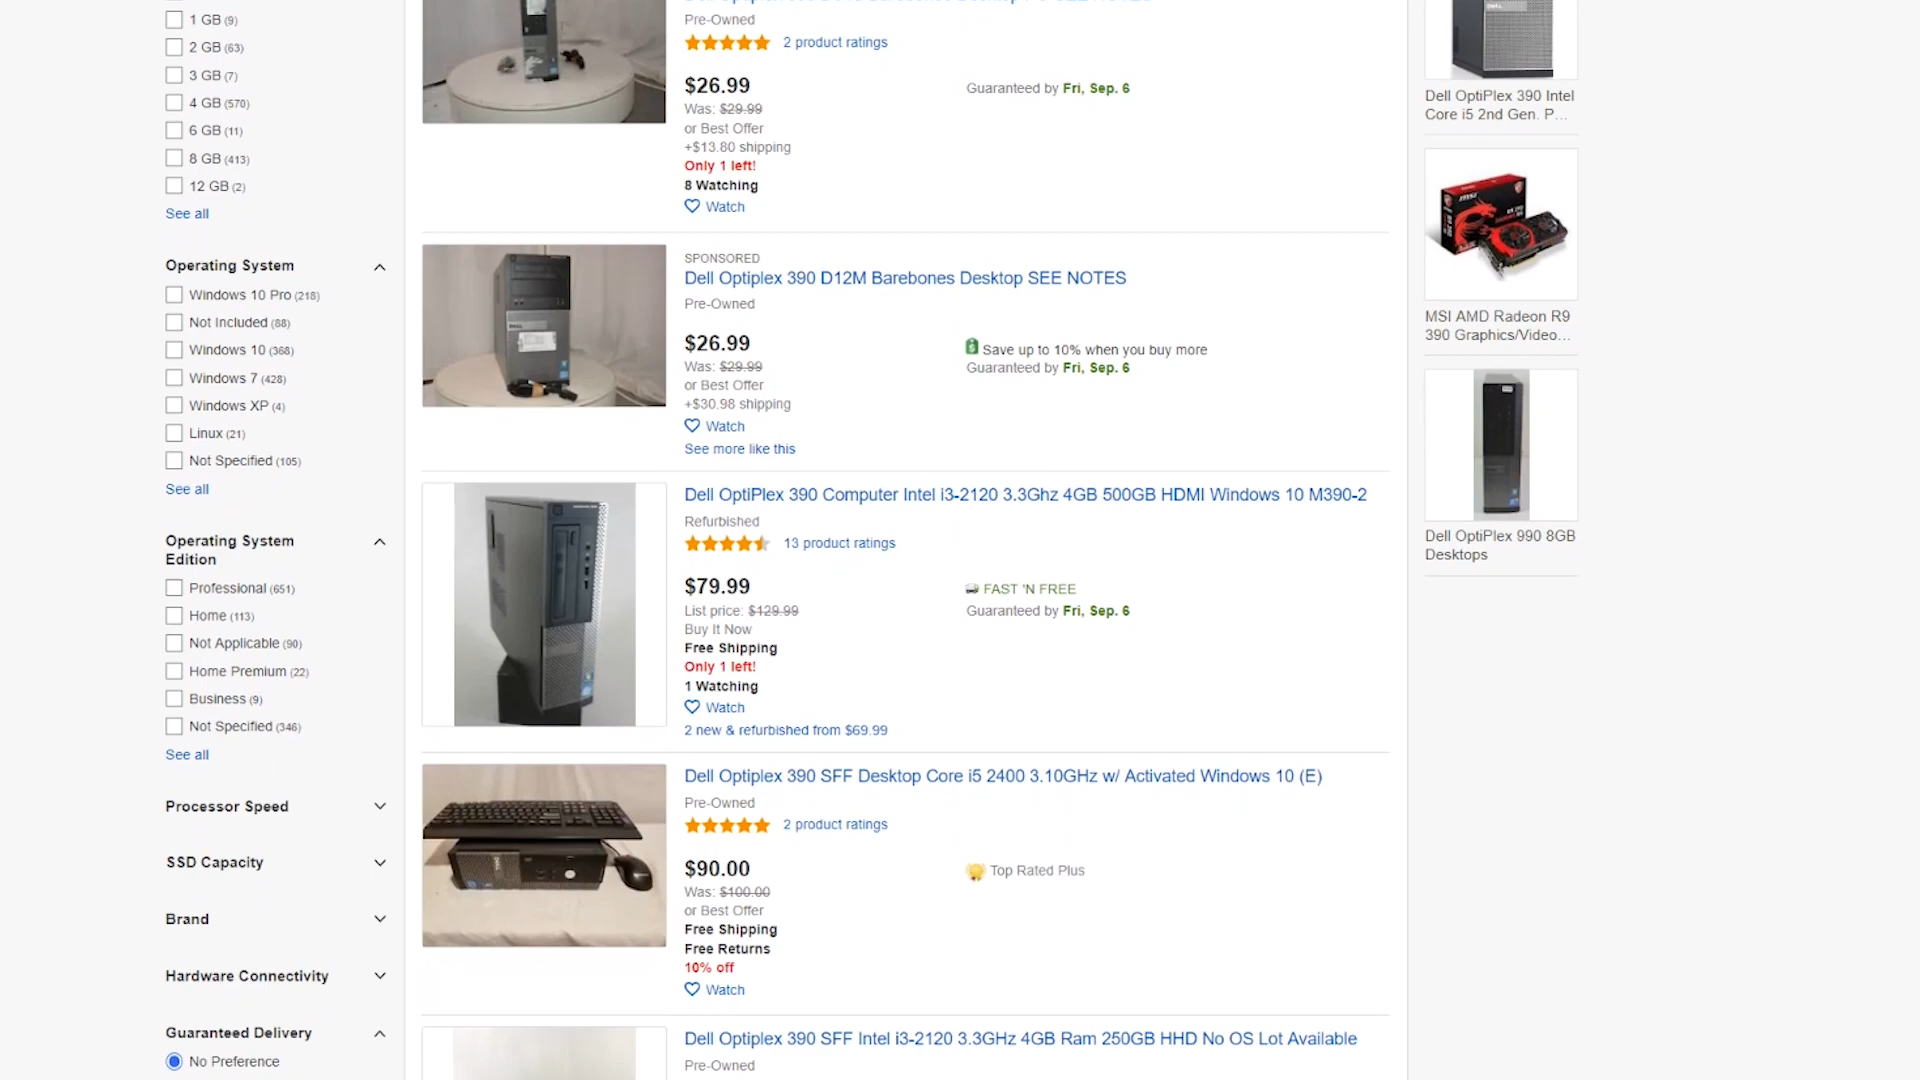 1 GB (9)
2 GB (63)
3 GB (7)
4 GB (570)
6 GB (11)
8 GB (413)
12 GB (2)
See all
Operating System
Windows 10 Pro (218)
Not Included (88)
Windows 10 (368)
Windows 7 (428)
Windows XP (4)
Linux (21)
Not Specified (105)
See all
Operating System
Edition
Professional (651)
Home (113)
Not Applicable (90)
Home Premium (22)
Business (9)
Not Specified (346)
See all
Processor Speed
SSD Capacity
Brand
Hardware Connectivity
Guaranteed Delivery
No Preference
Pre-Owned
2 product ratings
$26.99
Was: $29.99
or Best Offer
+$13.80 shipping
Only 1 left!
8 Watching
Watch
Guaranteed by Fri, Sep. 6
SPONSORED
Dell Optiplex 390 D12M Barebones Desktop SEE NOTES
Pre-Owned
$26.99
Was: $29.99
or Best Offer
+$30.98 shipping
Watch
See more like this
Save up to 10% when you buy more
Guaranteed by Fri, Sep. 6
Dell OptiPlex 390 Computer Intel i3-2120 3.3Ghz 4GB 500GB HDMI Windows 10 M390-2
Refurbished
13 product ratings
$79.99
List price: $129.99
Buy It Now
Free Shipping
Only 1 left!
1 Watching
Watch
2 new & refurbished from $69.99
FAST 'N FREE
Guaranteed by Fri, Sep. 6
Dell Optiplex 390 SFF Desktop Core i5 2400 3.10GHz w/ Activated Windows 10 (E)
Pre-Owned
2 product ratings
$90.00
Was: $100.00
or Best Offer
Free Shipping
Free Returns
10% off
Watch
Top Rated Plus
Dell Optiplex 390 SFF Intel i3-2120 3.3GHz 4GB Ram 250GB HHD No OS Lot Available
Pre-Owned
Dell OptiPlex 390 Intel
Core i5 2nd Gen. P...
MSI AMD Radeon R9
390 Graphics/Video...
Dell OptiPlex 990 8GB
Desktops